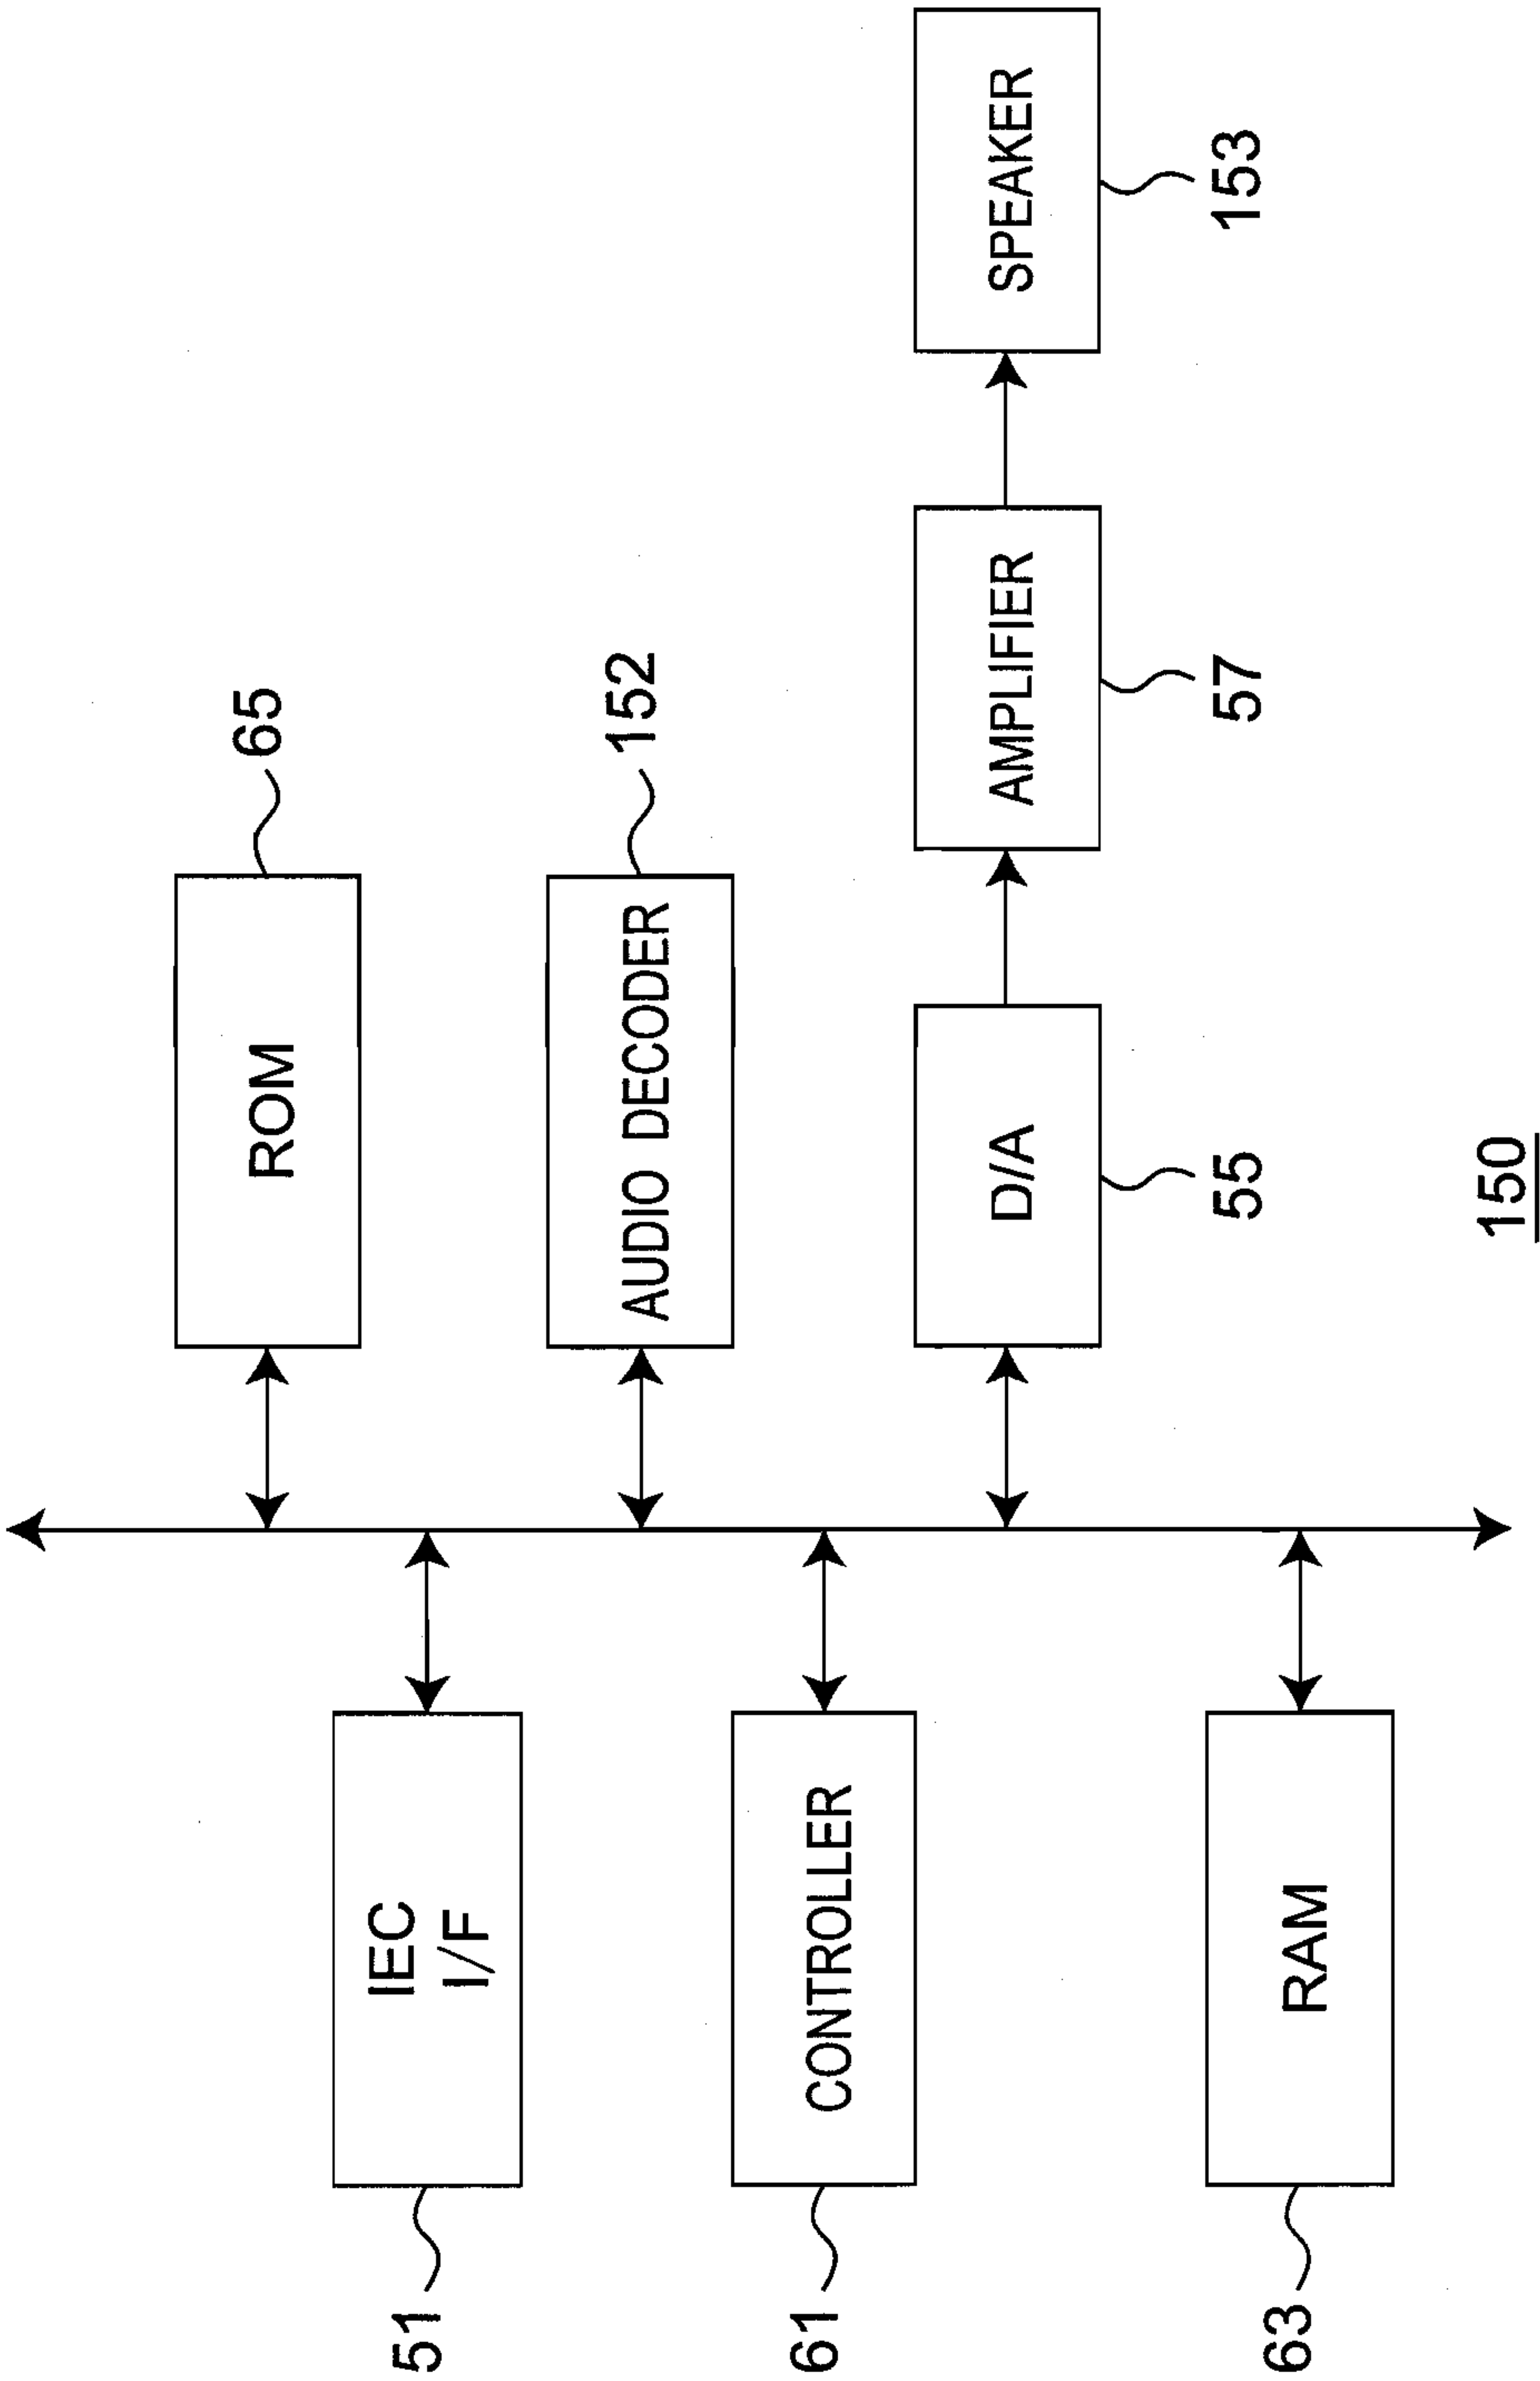 51
IEC
I/F
61
CONTROLLER
63
RAM
ROM
65
AUDIO DECODER
152
D/A
55
AMPLIFIER
57
SPEAKER
153
150